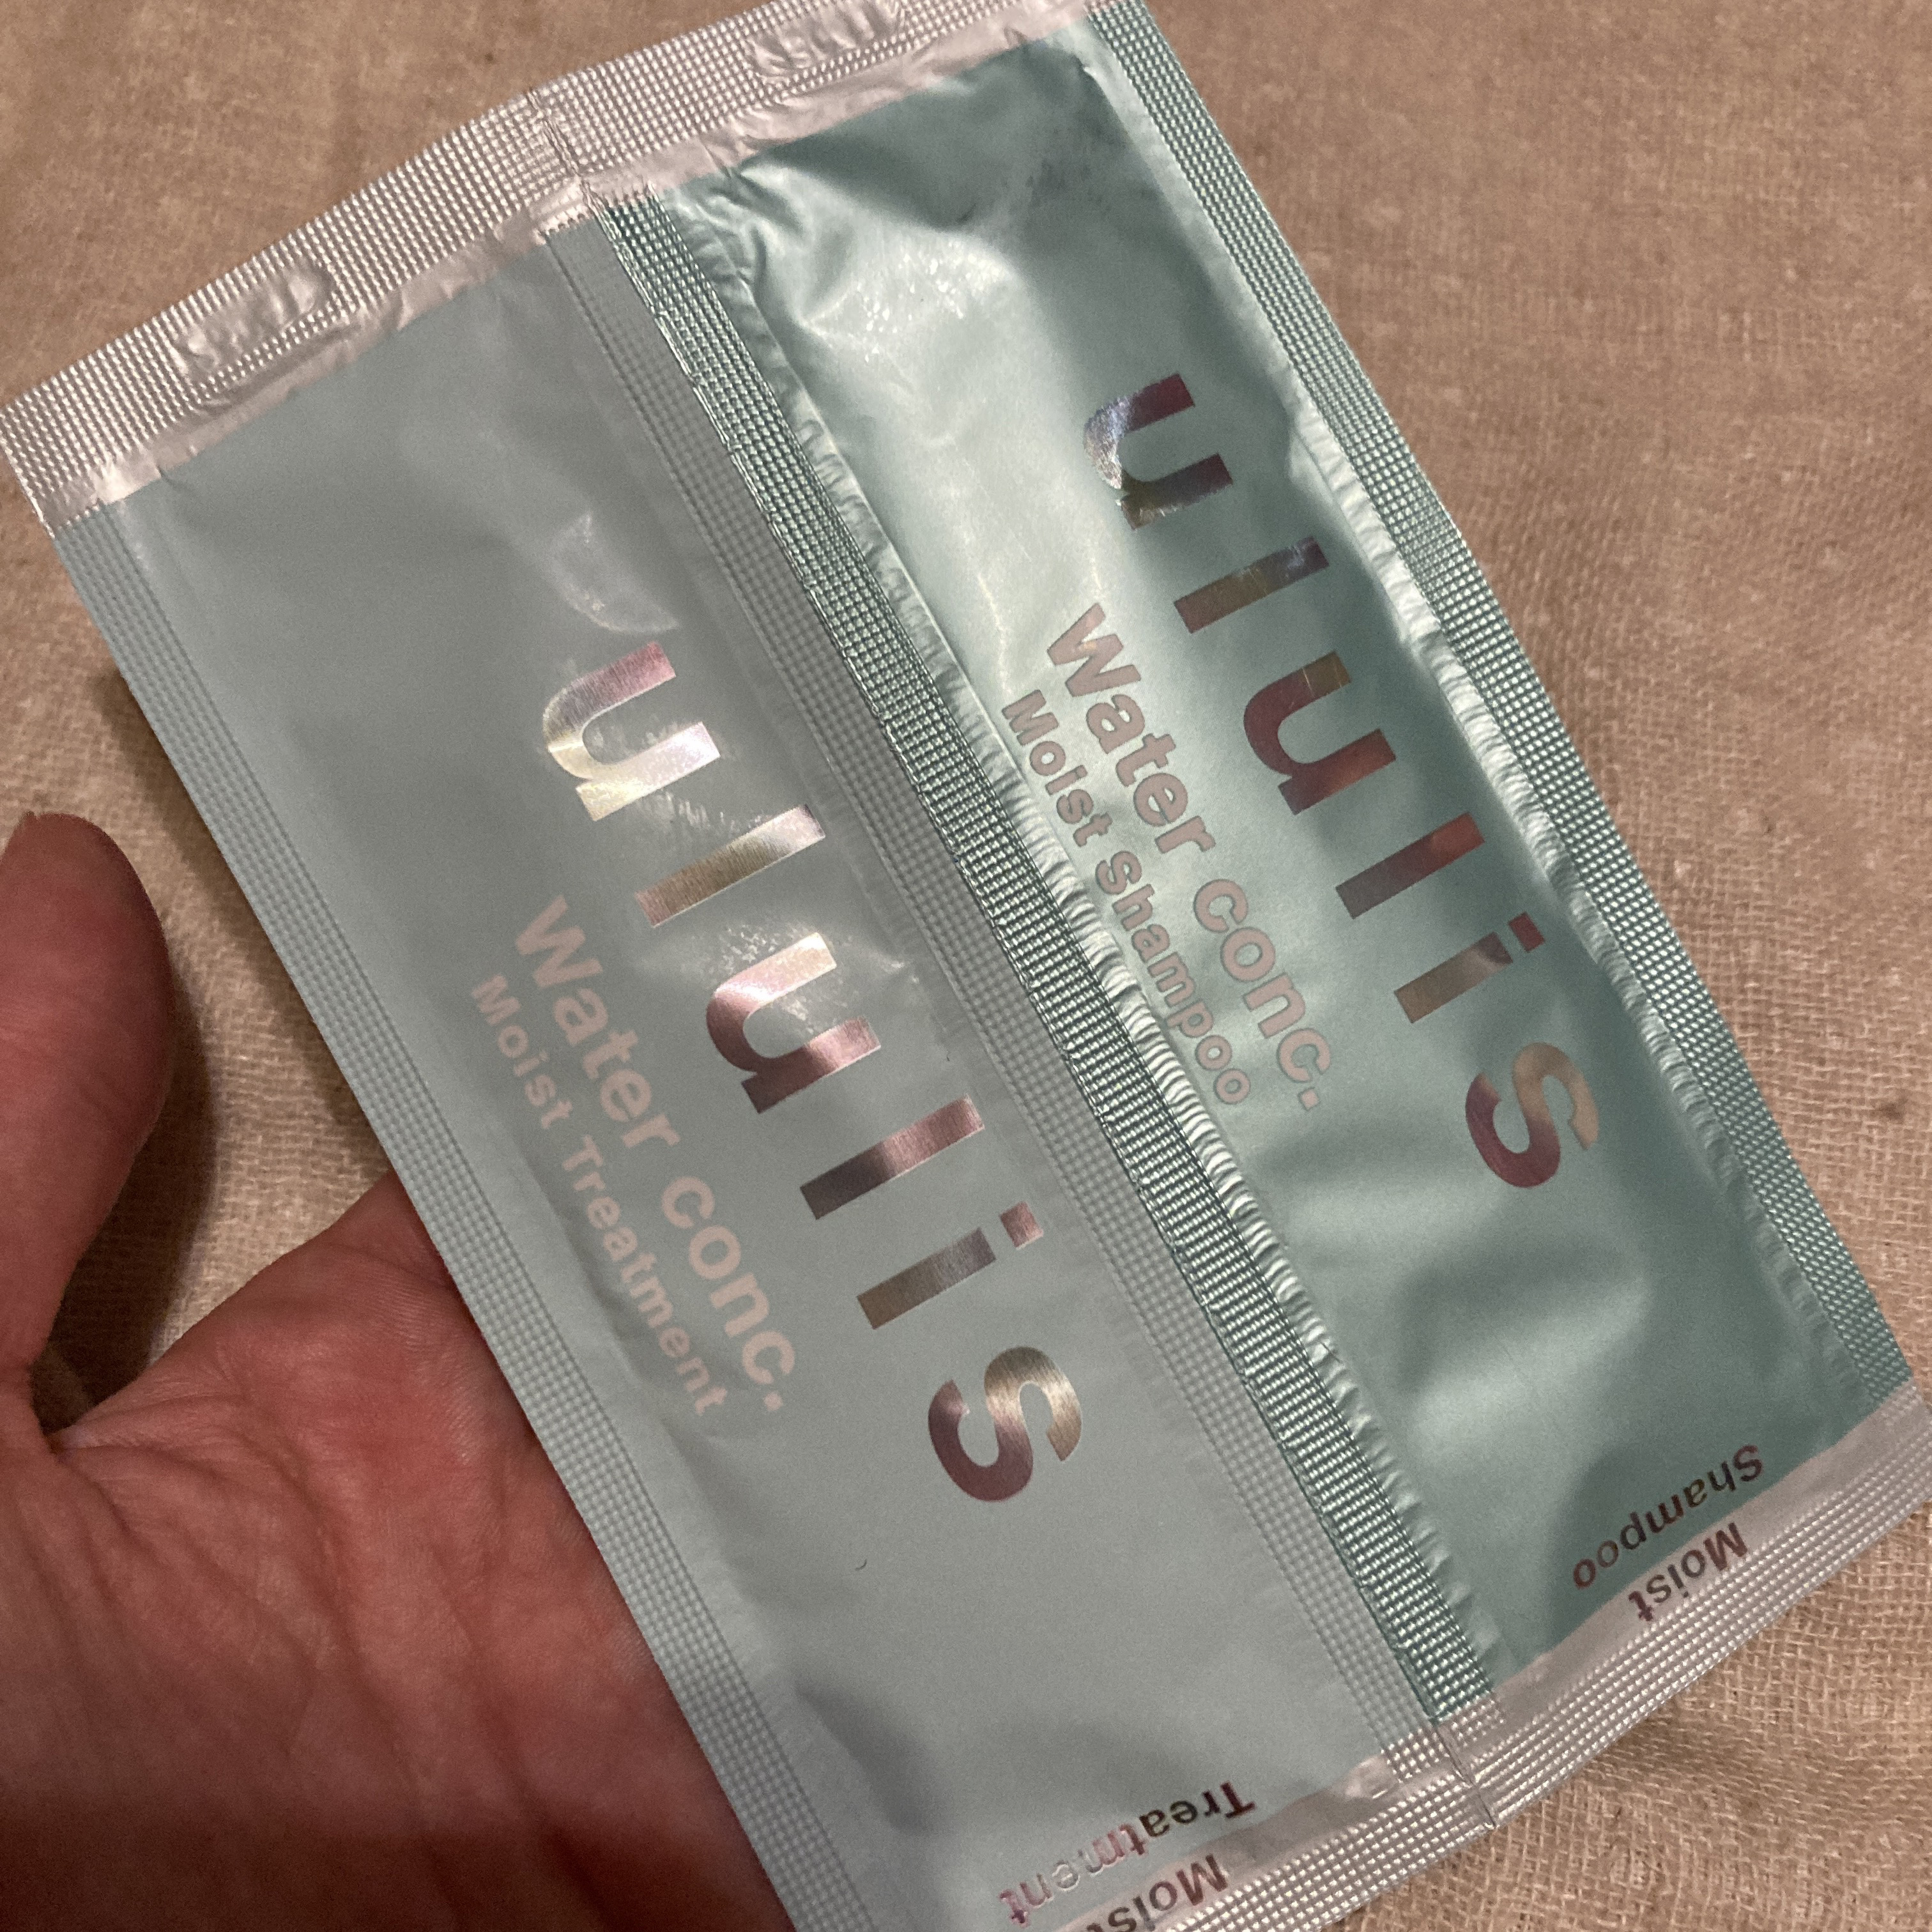 ululis
Water conc.
Moist Shampoo
Moist
Shampoo
ululis
Water conc.
Moist Treatment
Moist
Treatment